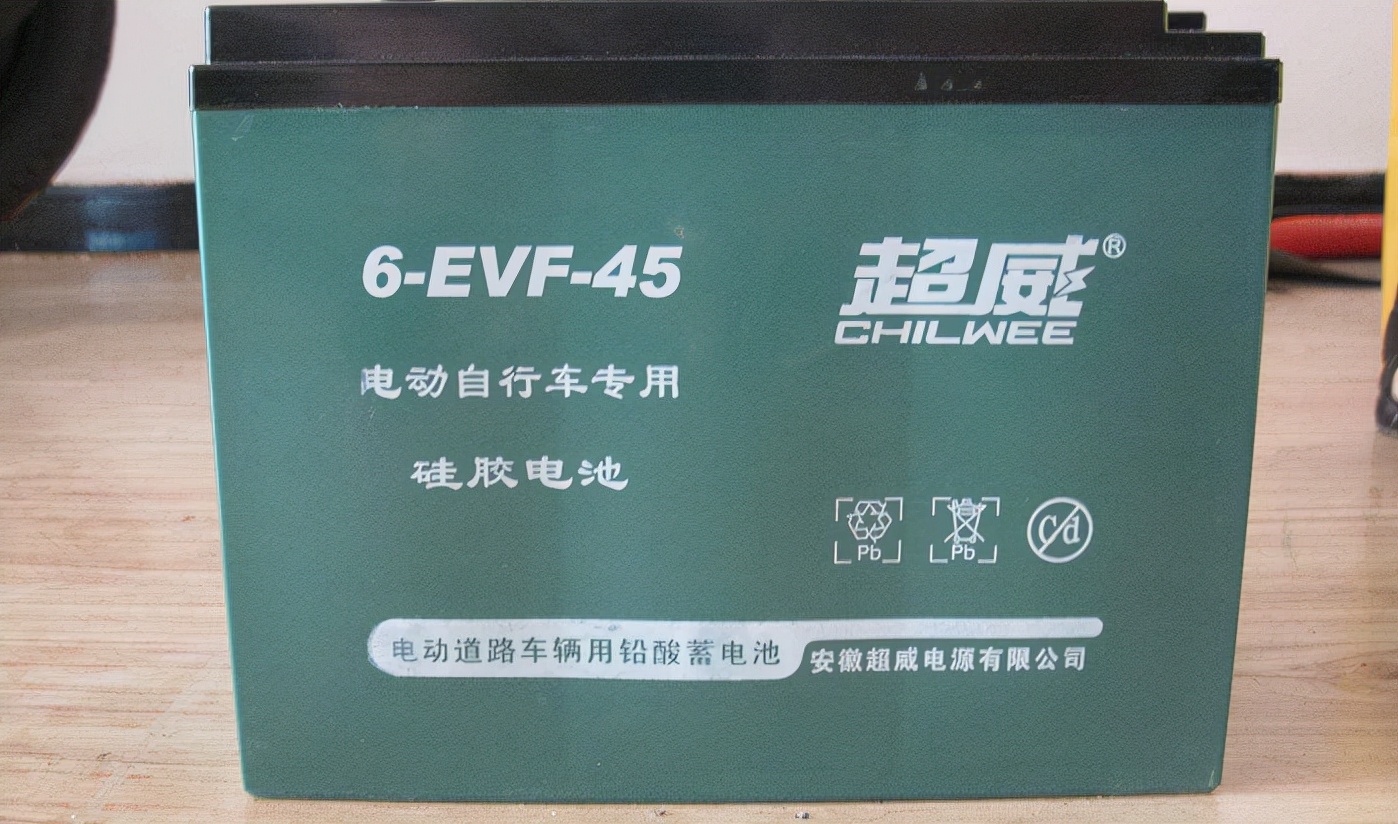 6-EVF-45
超威®
CHILWEE
电动自行车专用
硅胶电池
Pb
Pb
Cd
电动道路车辆用铅酸蓄电池
安徽超威电源有限公司